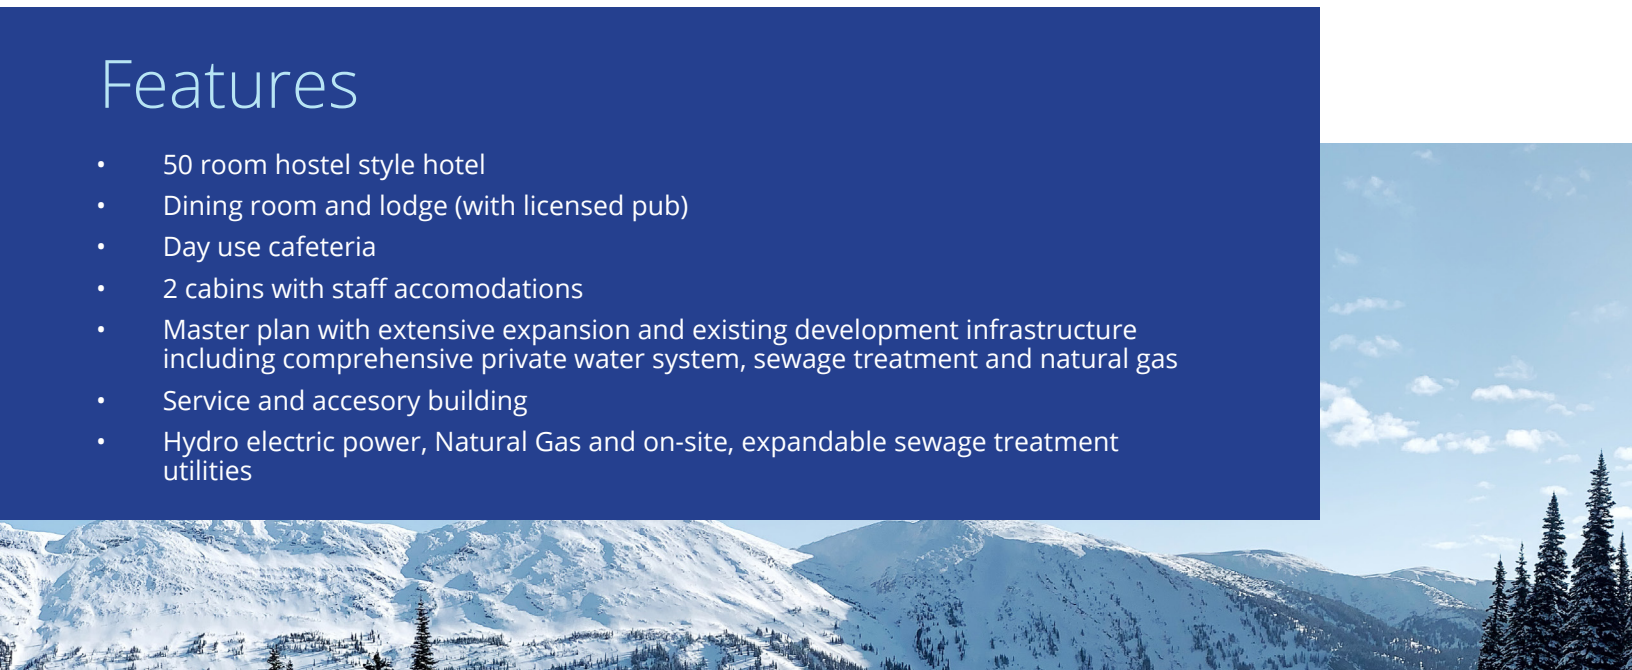 Features
• 50 room hostel style hotel
• Dining room and lodge (with licensed pub)
• Day use cafeteria
• 2 cabins with staff accomodations
• Master plan with extensive expansion and existing development infrastructure
including comprehensive private water system, sewage treatment and natural gas
• Service and accesory building
• Hydro electric power, Natural Gas and on-site, expandable sewage treatment
utilities